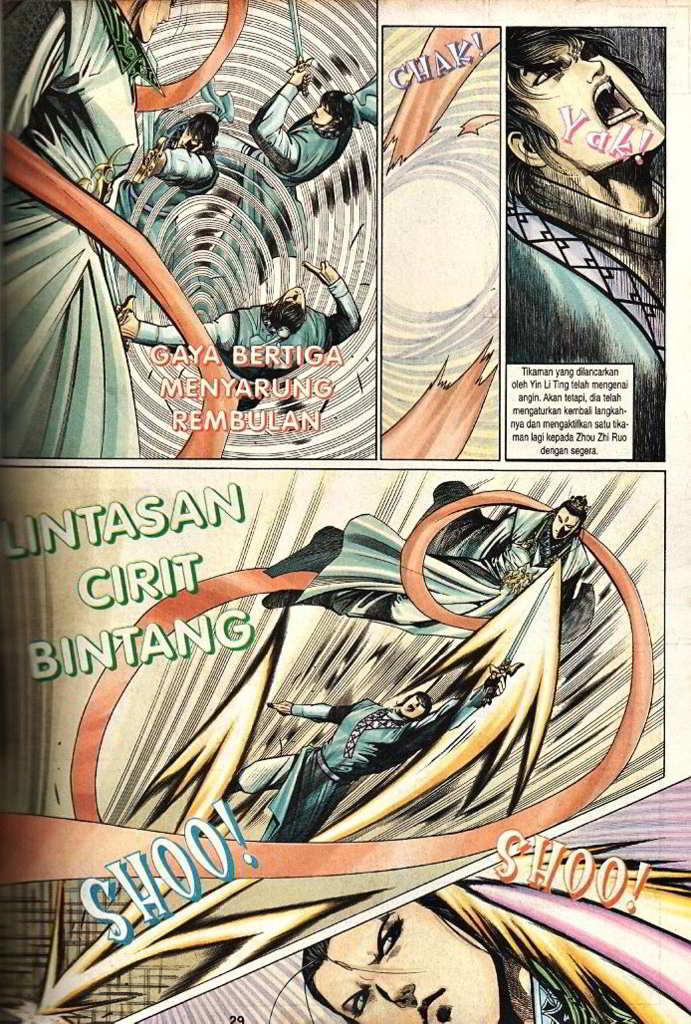 CHAK!
Yak!
GAYA BERTIGA
MENYARUNG
REMBULAN
Tikaman yang dilancarkan
oleh Yin Li Ting telah mengenai
angin. Akan tetapi, dia telah
mengaturkan kembali langkah-
nya dan mengaktifkan satu tika-
man lagi kepada Zhou Zhi Ruo
dengan segera.
LINTASAN
CIRIT
BINTANG
SHOO!
SHOO!
29